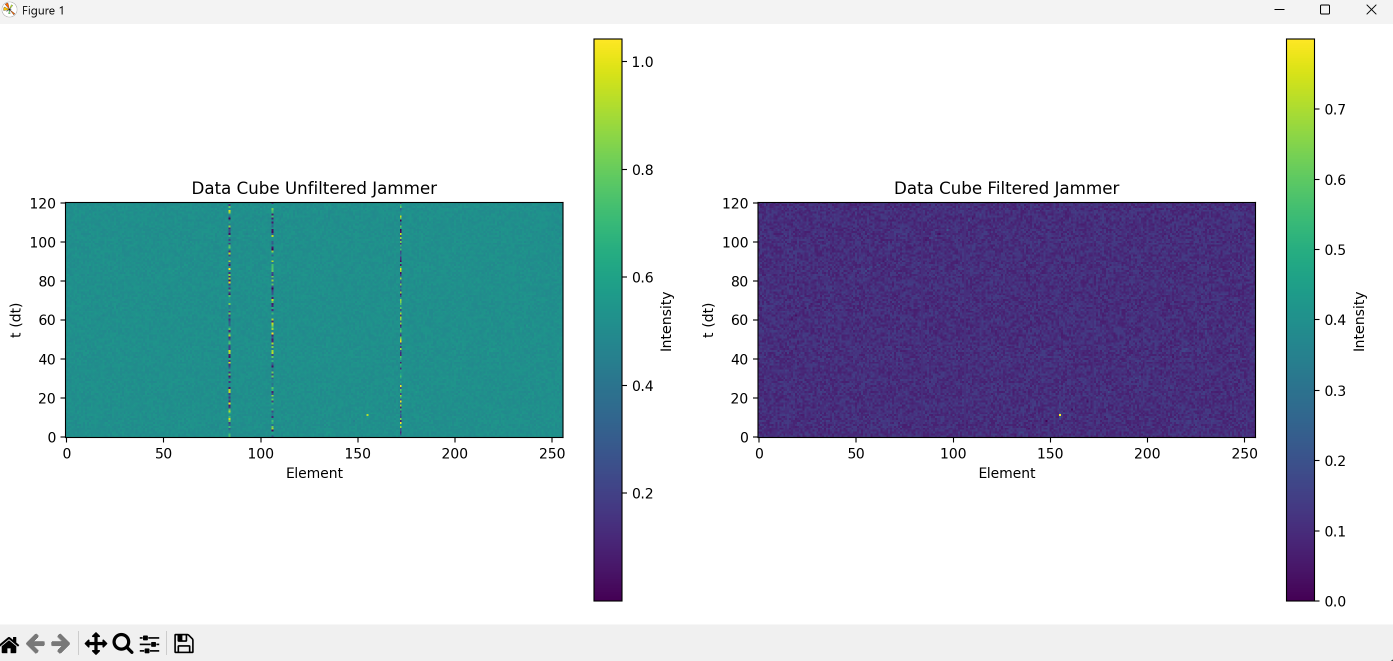 Figure 1
Data Cube Unfiltered Jammer
120
100
80
60
40
20
0
t (dt)
0 50 100 150 200 250
Element
1.0
0.8
0.6
0.4
0.2
Intensity
Data Cube Filtered Jammer
120
100
80
60
40
20
0
t (dt)
0 50 100 150 200 250
Element
0.7
0.6
0.5
0.4
0.3
0.2
0.1
0.0
Intensity